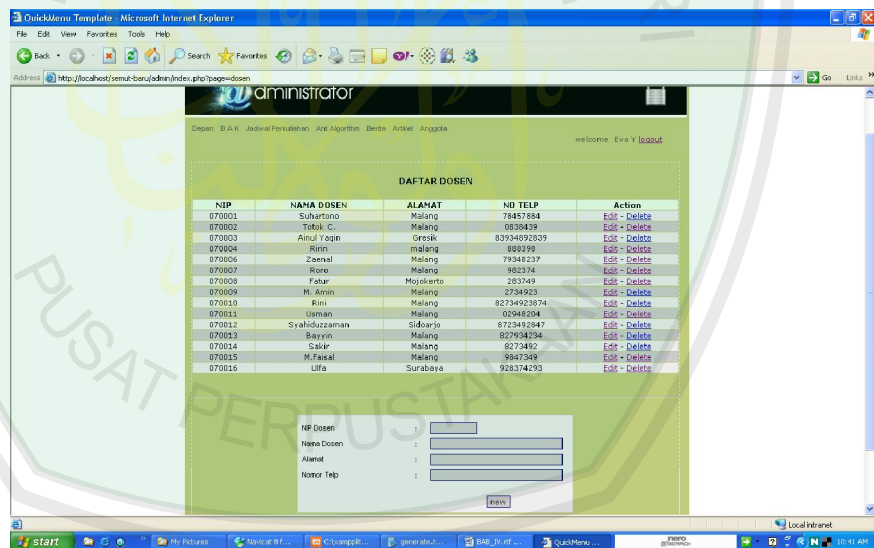 QuickMenu Template - Microsoft Internet Explorer
File Edit View Favorites Tools Help
Back Search Favorites
Address http://localhost/semut-baru/admin/index.php?page=dosen Go Links
@dministrator
Depan B A K Jadwal Perkuliahan Ant Algorithm Berita Artikel Anggota
welcome Eva Y logout
DAFTAR DOSEN
NIP NAMA DOSEN ALAMAT NO TELP Action
070001 Suhartono Malang 78457884 Edit - Delete
070002 Totok C. Malang 0838439 Edit - Delete
070003 Ainul Yaqin Gresik 83934892839 Edit - Delete
070004 Ririn malang 888398 Edit - Delete
070006 Zaenal Malang 79348237 Edit - Delete
070007 Roro Malang 982374 Edit - Delete
070008 Fatur Mojokerto 283749 Edit - Delete
070009 M. Amin Malang 2734923 Edit - Delete
070010 Rini Malang 82734923874 Edit - Delete
070011 Usman Malang 02948204 Edit - Delete
070012 Syahiduzzaman Sidoarjo 8723492847 Edit - Delete
070013 Bayyin Malang 827934234 Edit - Delete
070014 Sakir Malang 8273492 Edit - Delete
070015 M.Faisal Malang 9847349 Edit - Delete
070016 Ulfa Surabaya 928374293 Edit - Delete
NIP Dosen :
Nama Dosen :
Alamat :
Nomor Telp :
new
PUSAT PERPUSTAKAAN
Local intranet
start My Pictures Navicat 8 f... C:\xampplit... generate.t... BAB_IV.rtf ... QuickMenu ... nero 10:41 AM